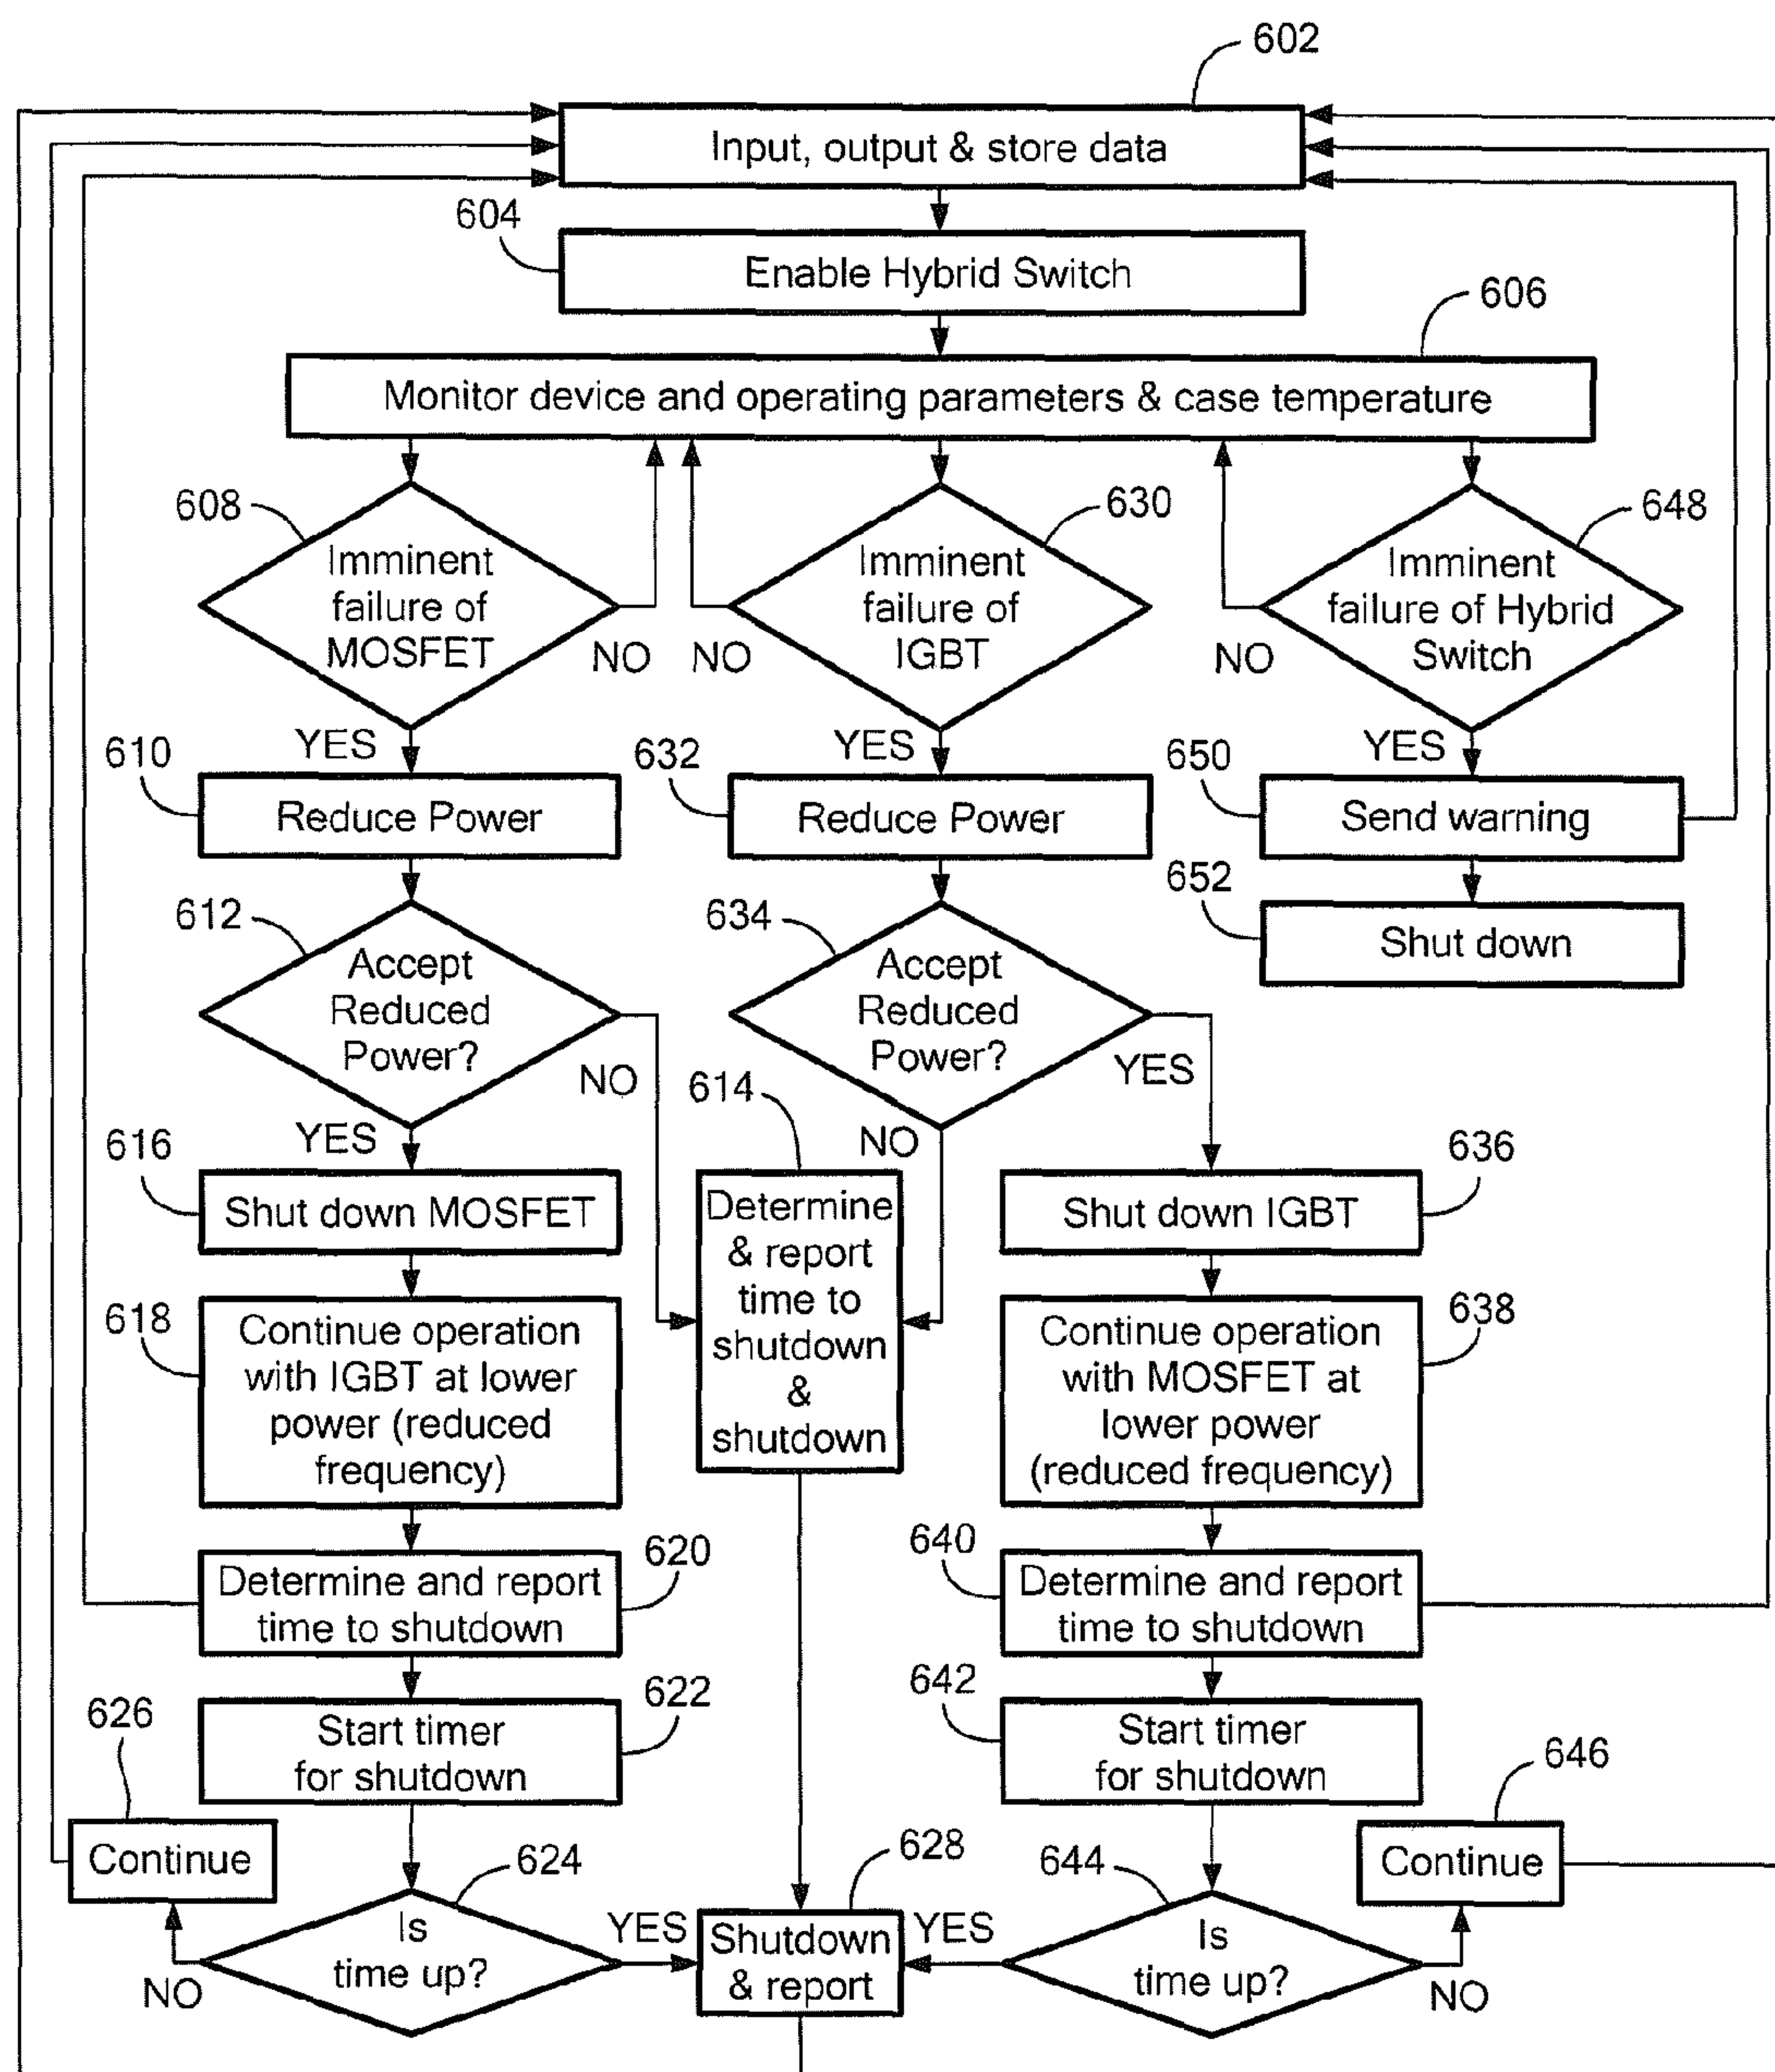 602
Input, output & store data
604
Enable Hybrid Switch
606
Monitor device and operating parameters & case temperature
608
Imminent
failure of
MOSFET
NO
YES
630
Imminent
failure of
IGBT
NO
YES
648
Imminent
failure of Hybrid
Switch
NO
YES
610
Reduce Power
632
Reduce Power
650
Send warning
652
Shut down
612
Accept
Reduced
Power?
NO
YES
634
Accept
Reduced
Power?
YES
NO
614
Determine
& report
time to
shutdown
&
shutdown
616
Shut down MOSFET
636
Shut down IGBT
618
Continue operation
with IGBT at lower
power (reduced
frequency)
638
Continue operation
with MOSFET at
lower power
(reduced frequency)
620
Determine and report
time to shutdown
640
Determine and report
time to shutdown
622
Start timer
for shutdown
642
Start timer
for shutdown
626
Continue
646
Continue
624
Is
time up?
NO
YES
628
Shutdown
& report
644
Is
time up?
YES
NO